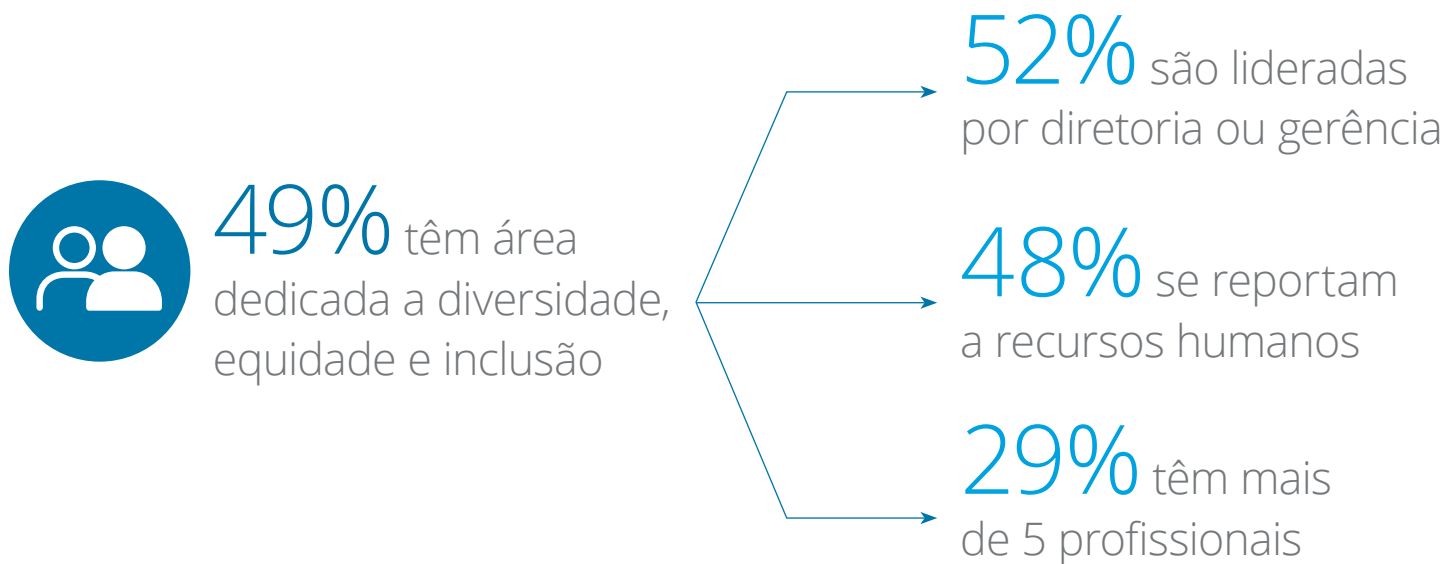 49% têm área
dedicada a diversidade,
equidade e inclusão
52% são lideradas
por diretoria ou gerência
48% se reportam
a recursos humanos
29% têm mais
de 5 profissionais